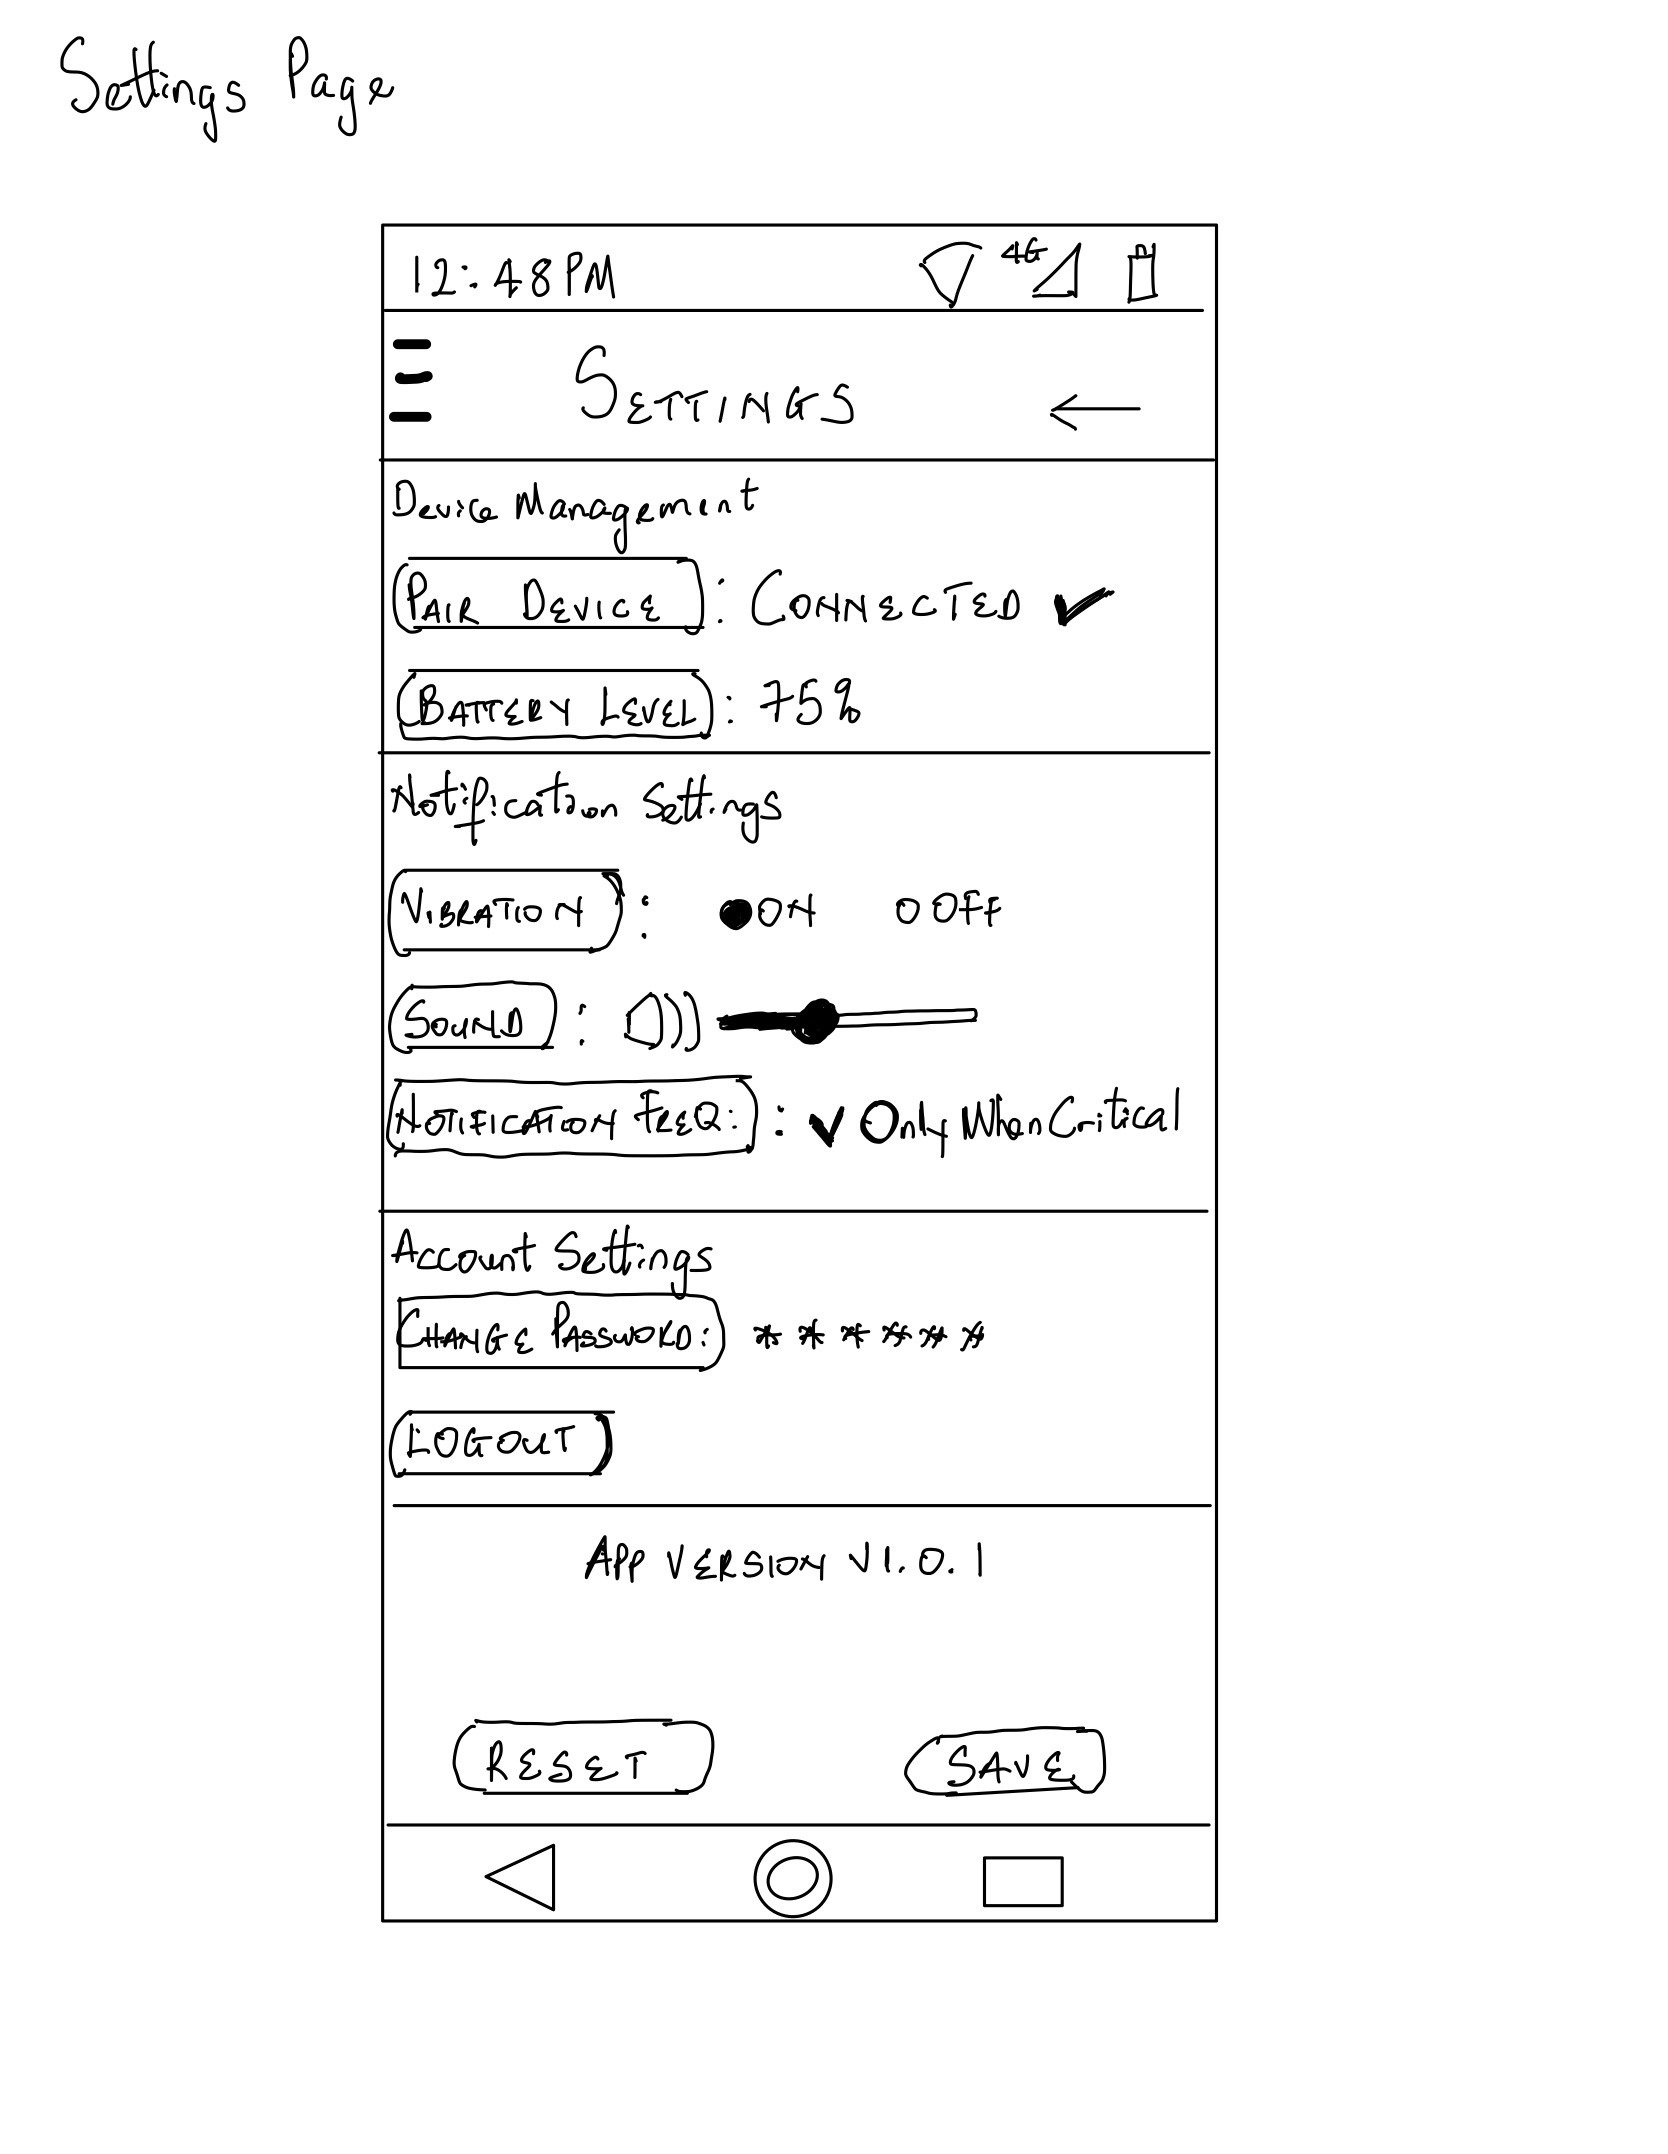 Settings Page
12:48PM 4G
SETTINGS
Device Management
PAIR DEVICE : CONNECTED ✓
BATTERY LEVEL : 75%
Notification Settings
VIBRATION : ON OFF
SOUND :
NOTIFICATION FREQ: : ✓ Only When Critical
Account Settings
CHANGE PASSWORD: * * * * * *
LOGOUT
APP VERSION V1.0.1
RESET SAVE